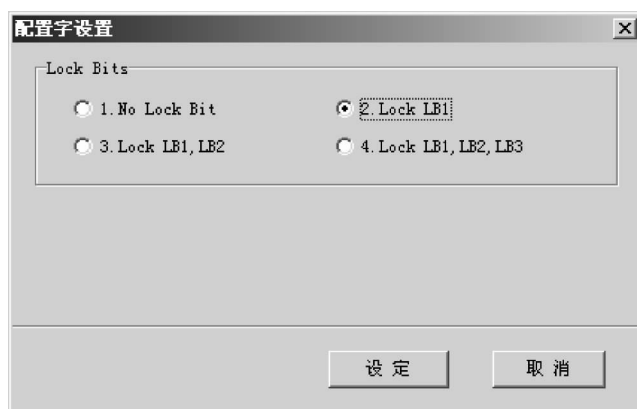 配置字设置
Lock Bits
1.No Lock Bit 2.Lock LB1
3.Lock LB1,LB2 4.Lock LB1,LB2,LB3
设定 取消